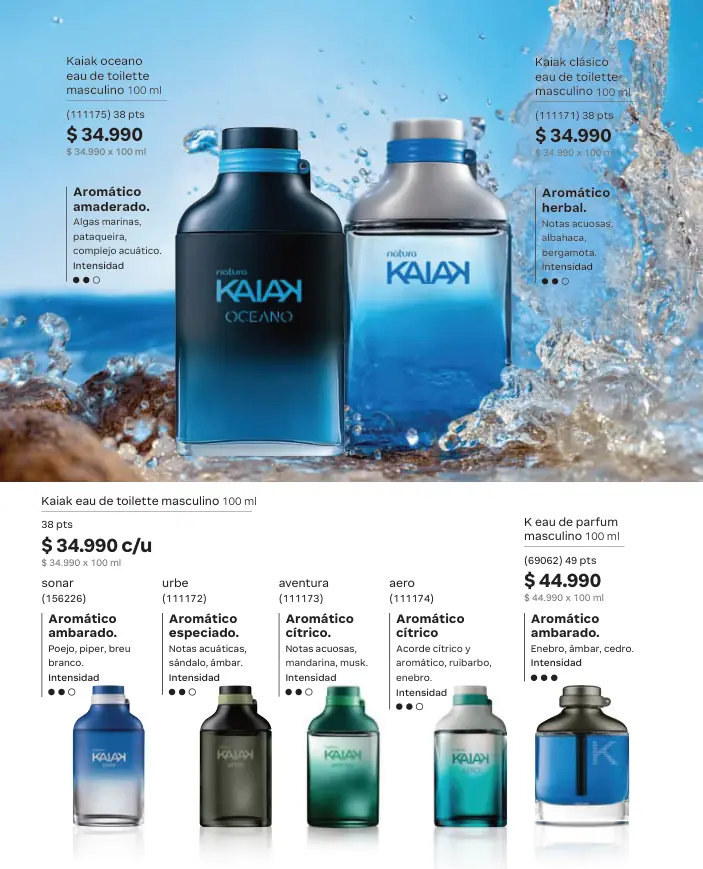 Kaiak oceano
eau de toilette
masculino 100 ml
(111175) 38 pts
$ 34.990
$ 34.990 x 100 ml
Aromático
amaderado.
Algas marinas,
pataqueira,
complejo acuático.
Intensidad
Kaiak clásico
eau de toilette
masculino 100 ml
(111171) 38 pts
$ 34.990
$ 34.990 x 100 ml
Aromático
herbal.
Notas acuosas,
albahaca,
bergamota.
Intensidad
natura
KAIAK
OCEANO
natura
KAIAK
Kaiak eau de toilette masculino 100 ml
38 pts
$ 34.990 c/u
$ 34.990 x 100 ml
sonar
(156226)
Aromático
ambarado.
Poejo, piper, breu
branco.
Intensidad
urbe
(111172)
Aromático
especiado.
Notas acuáticas,
sándalo, ámbar.
Intensidad
aventura
(111173)
Aromático
cítrico.
Notas acuosas,
mandarina, musk.
Intensidad
aero
(111174)
Aromático
cítrico
Acorde cítrico y
aromático, ruibarbo,
enebro.
Intensidad
K eau de parfum
masculino 100 ml
(69062) 49 pts
$ 44.990
$ 44.990 x 100 ml
Aromático
ambarado.
Enebro, ámbar, cedro.
Intensidad
KAIAK
KAIAK
KAIAK
KAIAK
K